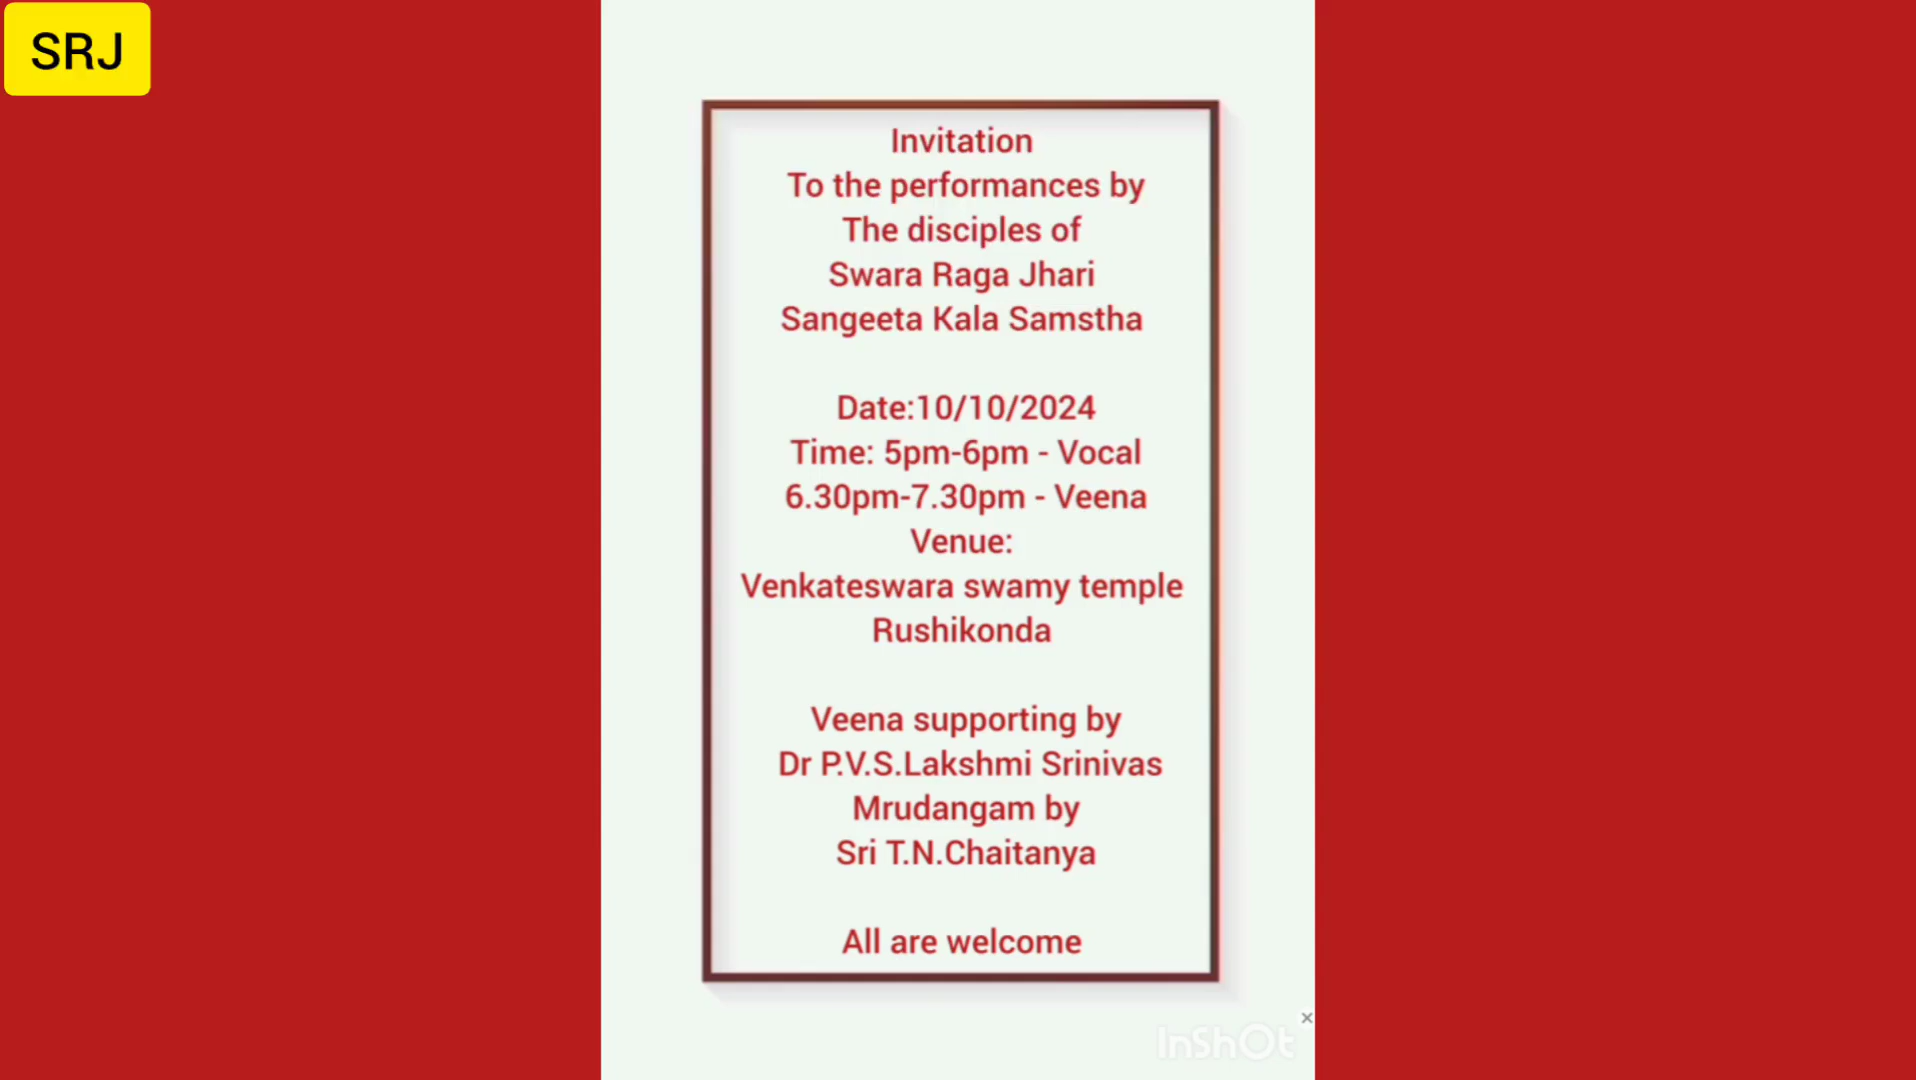 SRJ
Invitation
To the performances by
The disciples of
Swara Raga Jhari
Sangeeta Kala Samstha
Date:10/10/2024
Time: 5pm-6pm - Vocal
6.30pm-7.30pm - Veena
Venue:
Venkateswara swamy temple
Rushikonda
Veena supporting by
Dr P.V.S.Lakshmi Srinivas
Mrudangam by
Sri T.N.Chaitanya
All are welcome
InShOt